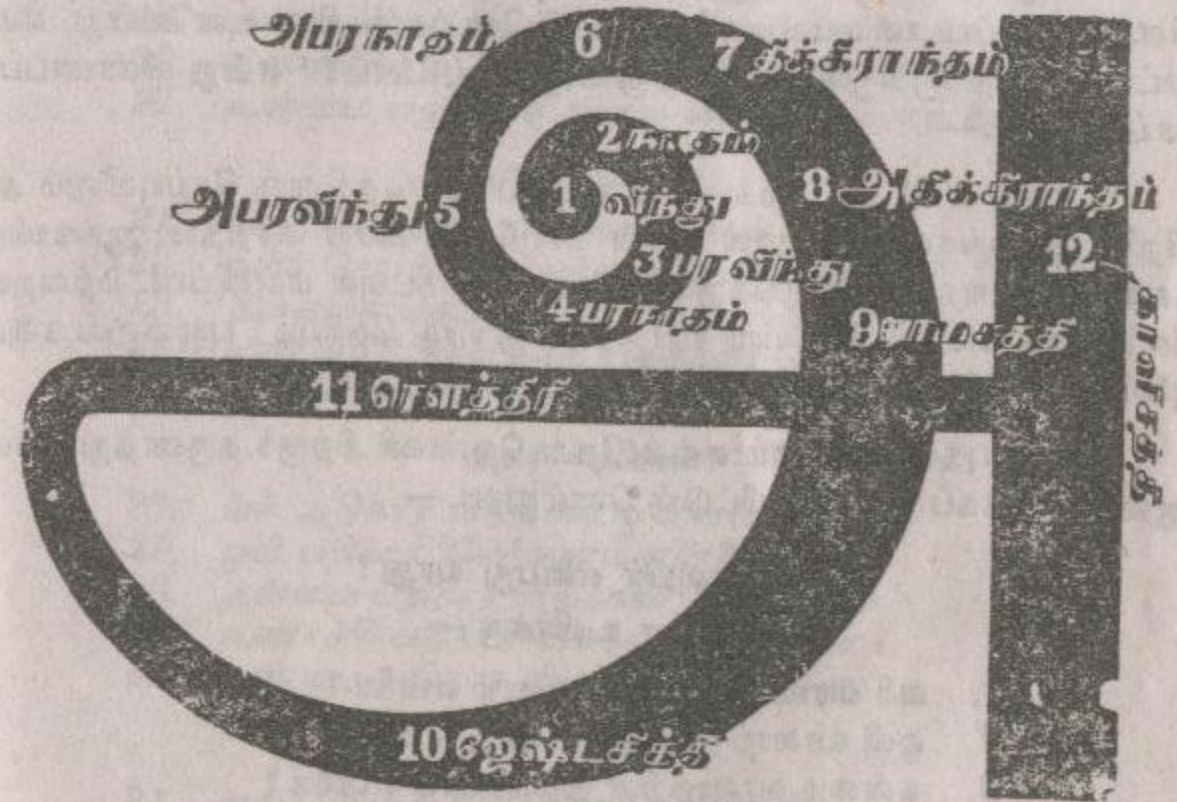 1 விந்து
2 நாதம்
3 பரவிந்து
4 பரநாதம்
5 அபரவிந்து
6 அபரநாதம்
7 திக்கிராந்தம்
8 அதிக்கிராந்தம்
9 வாமசத்தி
10 ஜேஷ்டசித்தி
11 ரௌத்திரி
12 காலிசத்தி